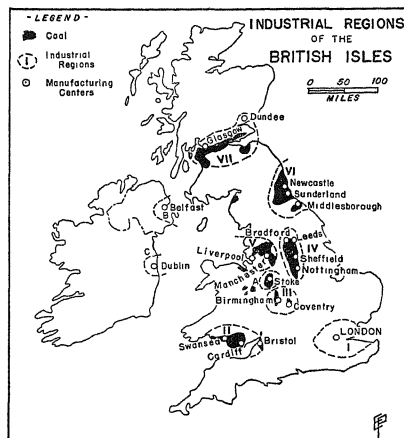 - LEGEND -
Coal
I Industrial
Regions
Manufacturing
Centers
INDUSTRIAL REGIONS
OF THE
BRITISH ISLES
0 50 100
MILES
Dundee
Glasgow
VII
VI
Newcastle
Sunderland
Middlesborough
Belfast
B
Bradford
Leeds
V
IV
Liverpool
Sheffield
C
Dublin
Manchester
Nottingham
A
Stoke
III
Birmingham
Coventry
II
Swansea
Bristol
Cardiff
LONDON
I